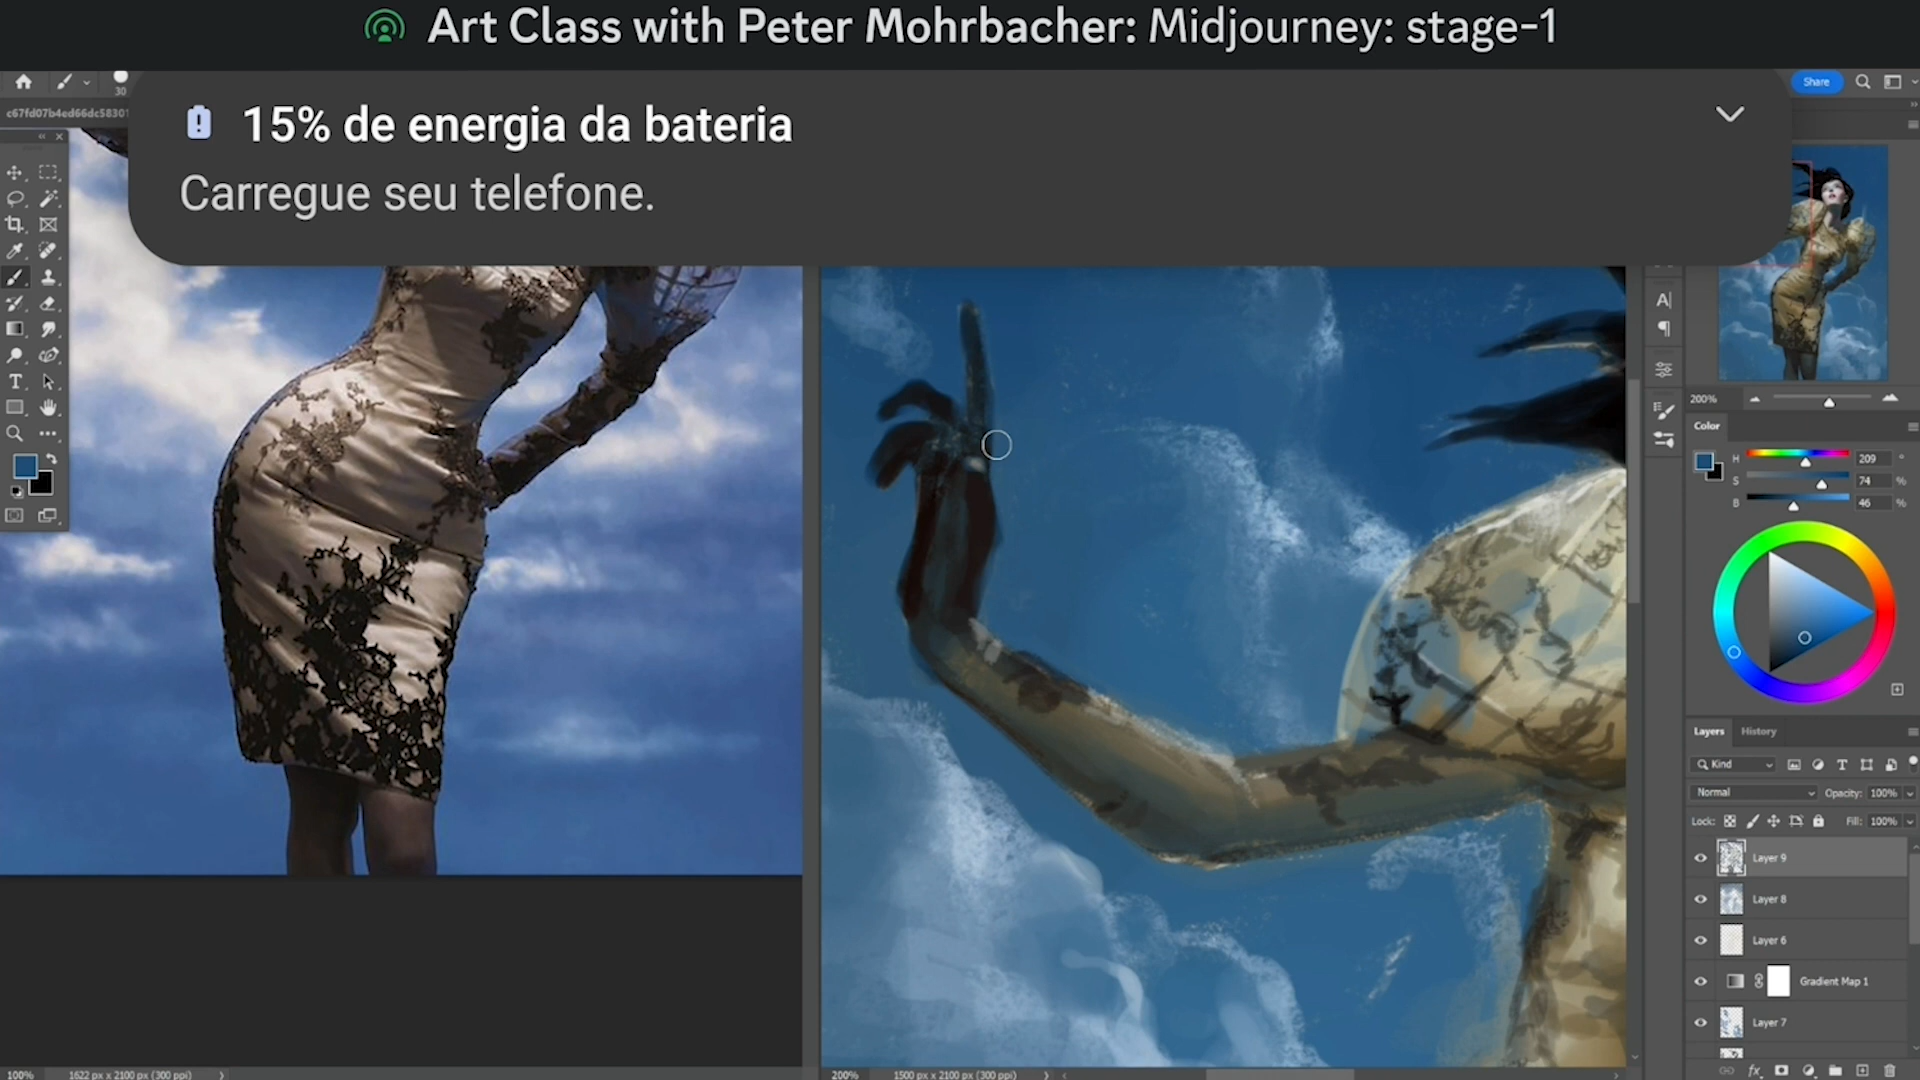 Art Class with Peter Mohrbacher: Midjourney: stage-1
Share
30
c67fd07b4ed66dc58301
15% de energia da bateria
Carregue seu telefone.
200%
Color
H 209 °
S 74 %
B 46 %
Layers History
Kind
Normal Opacity: 100%
Lock: Fill: 100%
Layer 9
Layer 8
Layer 6
Gradient Map 1
Layer 7
100% 1622 px x 2100 px (300 ppi)
200% 1500 px x 2100 px (300 ppi)